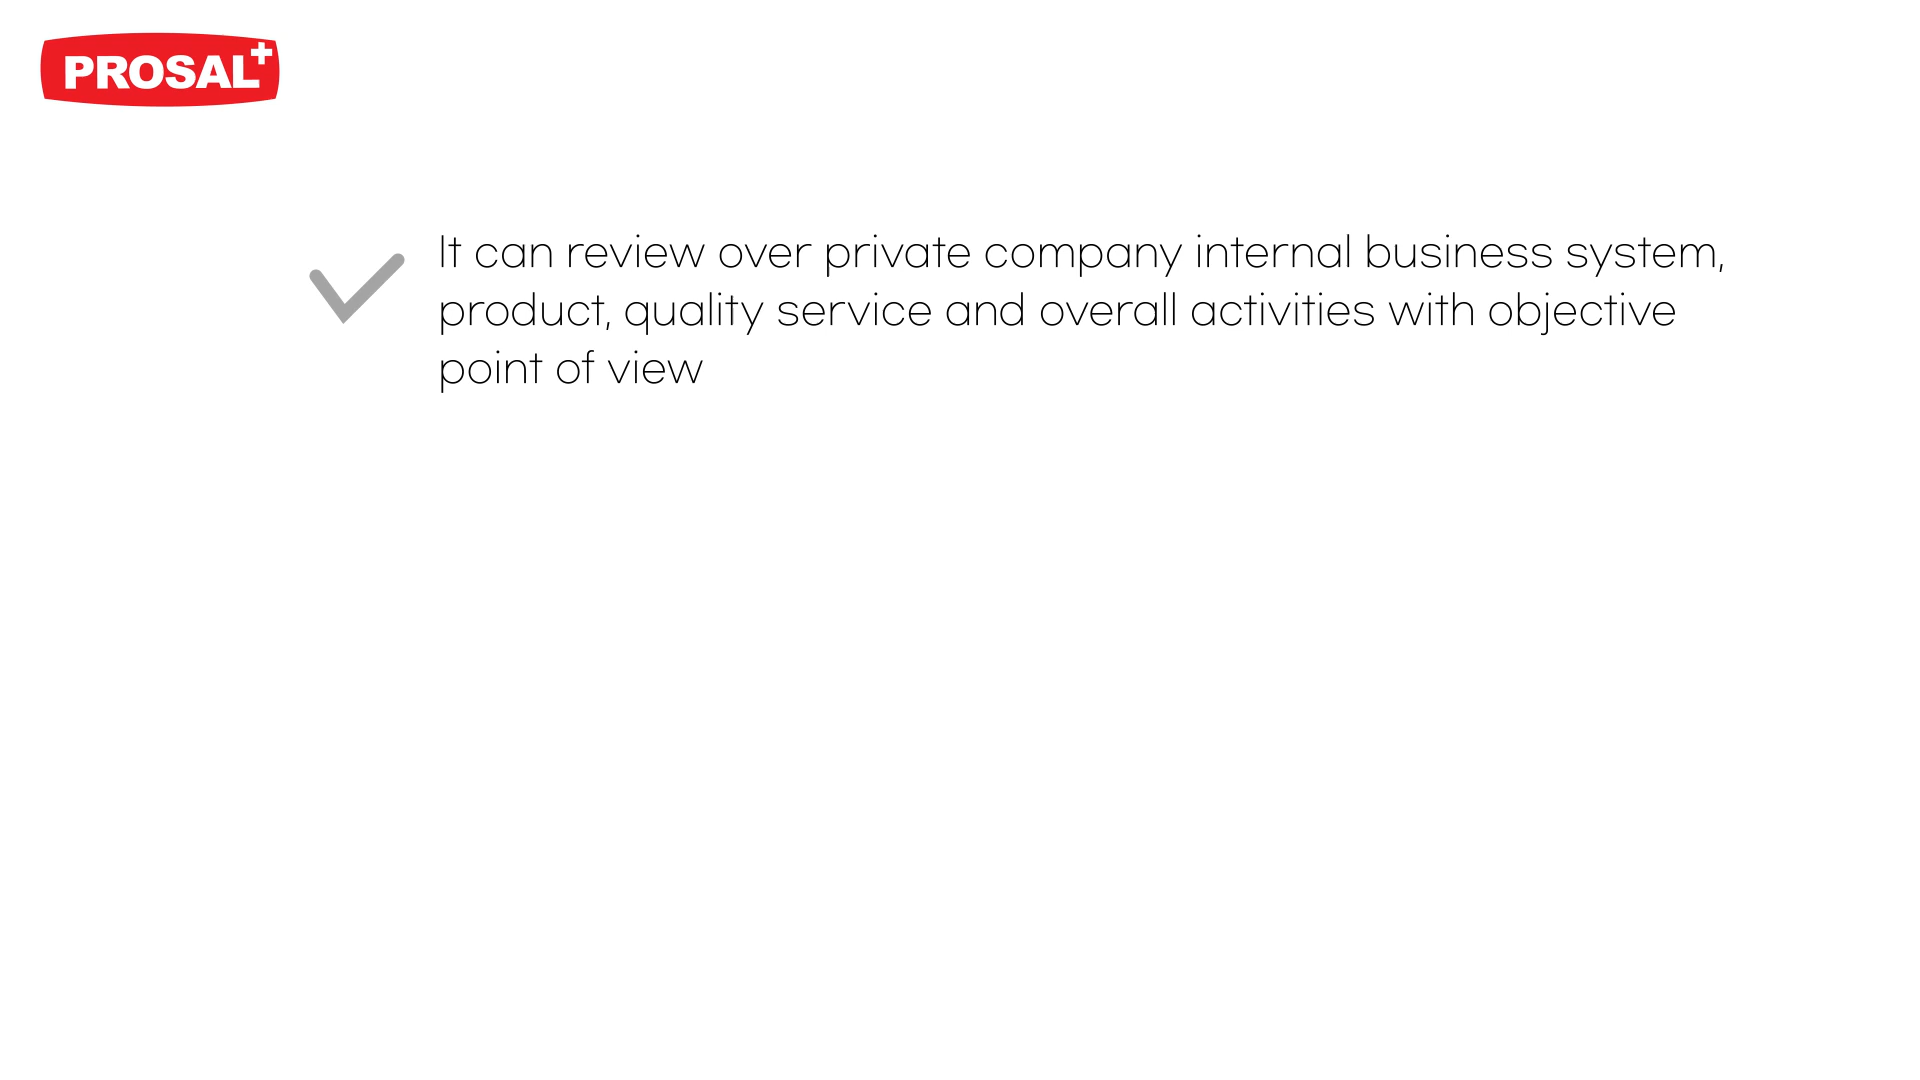 PROSAL+
It can review over private company internal business system,
product, quality service and overall activities with objective
point of view